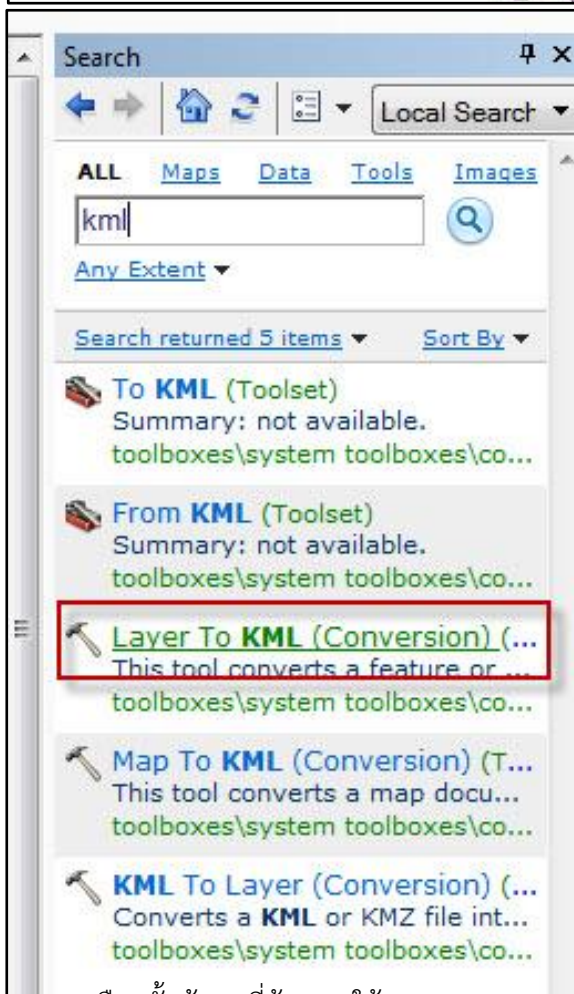 Search
Local Search
ALL Maps Data Tools Images
kml
Any Extent
Search returned 5 items Sort By
To KML (Toolset)
Summary: not available.
toolboxes\system toolboxes\co...
From KML (Toolset)
Summary: not available.
toolboxes\system toolboxes\co...
Layer To KML (Conversion) (...
This tool converts a feature or ...
toolboxes\system toolboxes\co...
Map To KML (Conversion) (T...
This tool converts a map docu...
toolboxes\system toolboxes\co...
KML To Layer (Conversion) (...
Converts a KML or KMZ file int...
toolboxes\system toolboxes\co...